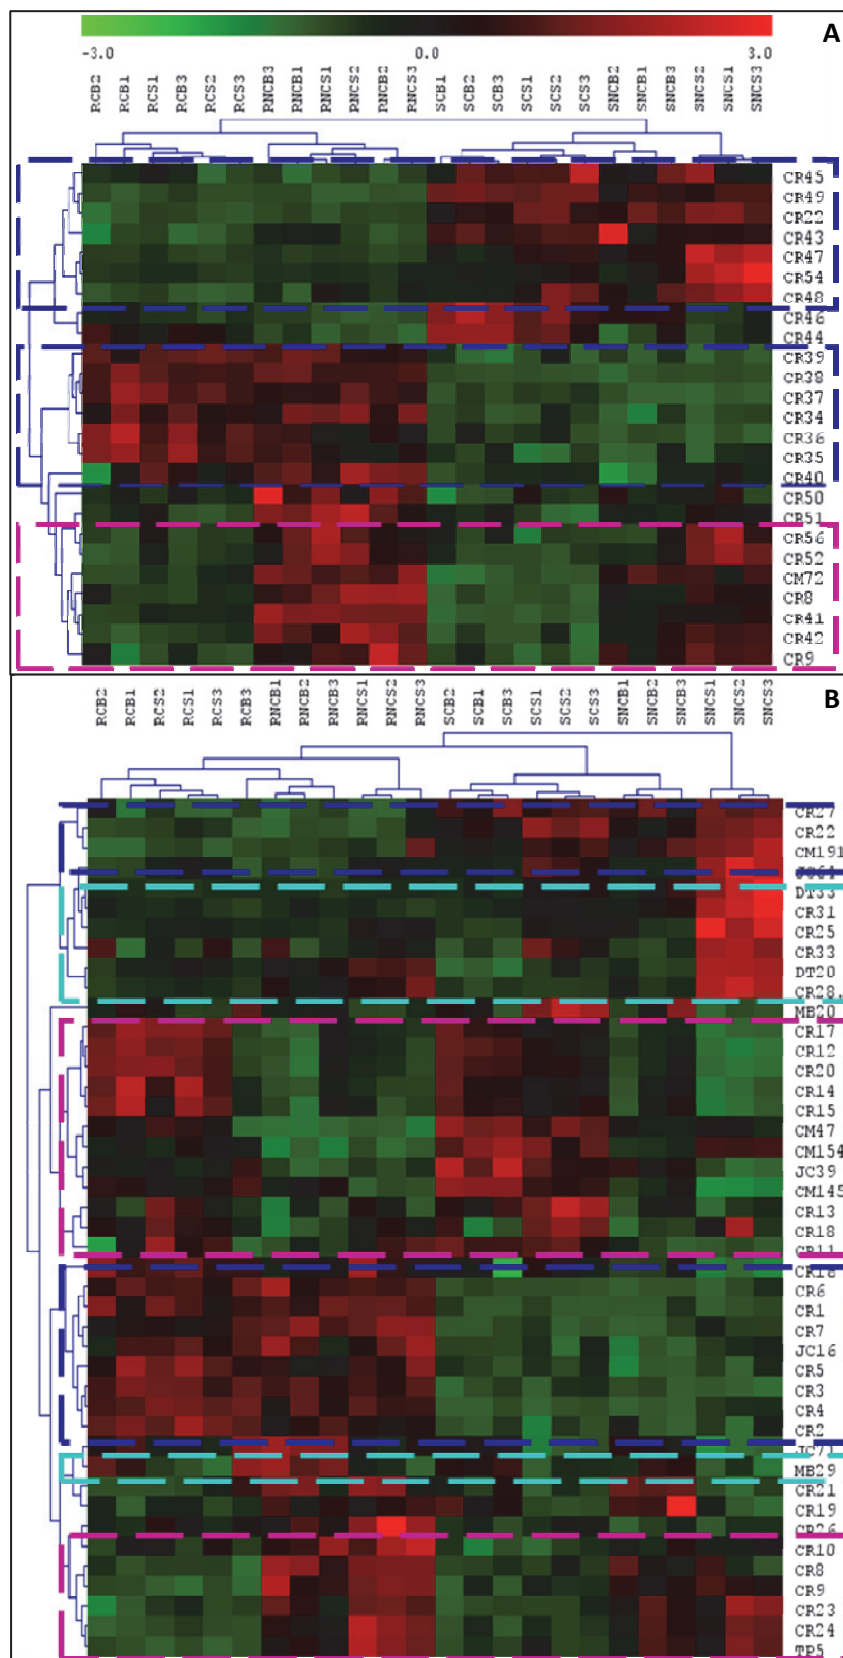 A
-3.0 0.0 3.0
RCB2 RCB1 RCS1 RCB3 RCS2 RCS3 RNCB3 RNCB1 RNCS1 RNCS2 RNCB2 RNCS3 SCB1 SCB2 SCB3 SCS1 SCS2 SCS3 SNCB2 SNCB1 SNCB3 SNCS2 SNCS1 SNCS3
CR45
CR49
CR22
CR43
CR47
CR54
CR48
CR46
CR44
CR39
CR38
CR37
CR34
CR36
CR35
CR40
CR50
CR51
CR56
CR52
CM72
CR8
CR41
CR42
CR9
B
RCB2 RCB1 RCS2 RCS1 RCS3 RCB3 RNCB1 RNCB2 RNCB3 RNCS1 RNCS2 RNCS3 SCB2 SCB1 SCB3 SCS1 SCS2 SCS3 SNCB1 SNCB2 SNCB3 SNCS1 SNCS2 SNCS3
CR27
CR22
CM191
DT33
CR31
CR25
CR33
DT20
CR28
MB20
CR17
CR12
CR20
CR14
CR15
CM47
CM154
JC39
CM145
CR13
CR18
CR11
CR6
CR1
CR7
JC16
CR5
CR3
CR4
CR2
JC71
MB29
CR21
CR19
CR26
CR10
CR8
CR9
CR23
CR24
TP5